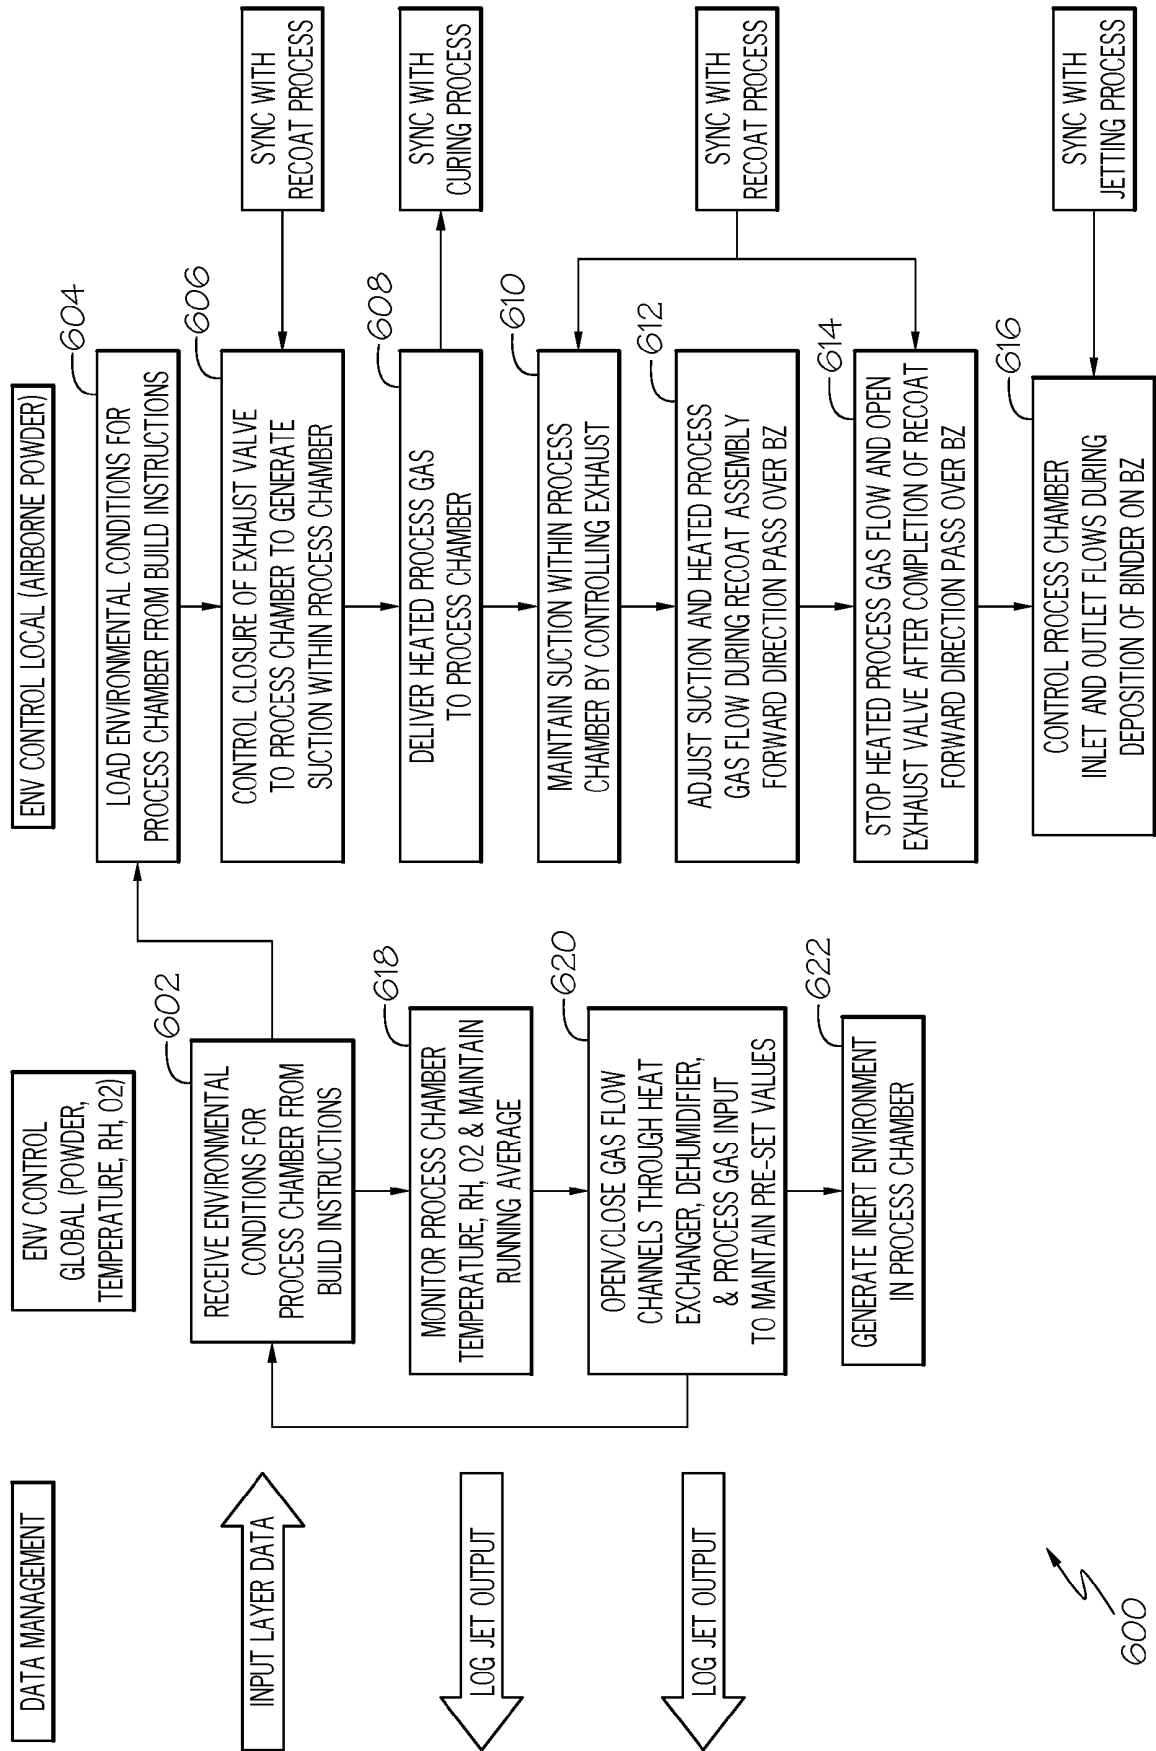 DATA MANAGEMENT
INPUT LAYER DATA
LOG JET OUTPUT
LOG JET OUTPUT
600
ENV CONTROL
GLOBAL (POWDER,
TEMPERATURE, RH, O2)
602
RECEIVE ENVIRONMENTAL
CONDITIONS FOR
PROCESS CHAMBER FROM
BUILD INSTRUCTIONS
618
MONITOR PROCESS CHAMBER
TEMPERATURE, RH, O2 & MAINTAIN
RUNNING AVERAGE
620
OPEN/CLOSE GAS FLOW
CHANNELS THROUGH HEAT
EXCHANGER, DEHUMIDIFIER,
& PROCESS GAS INPUT
TO MAINTAIN PRE-SET VALUES
622
GENERATE INERT ENVIRONMENT
IN PROCESS CHAMBER
ENV CONTROL LOCAL (AIRBORNE POWDER)
604
LOAD ENVIRONMENTAL CONDITIONS FOR
PROCESS CHAMBER FROM BUILD INSTRUCTIONS
606
CONTROL CLOSURE OF EXHAUST VALVE
TO PROCESS CHAMBER TO GENERATE
SUCTION WITHIN PROCESS CHAMBER
608
DELIVER HEATED PROCESS GAS
TO PROCESS CHAMBER
610
MAINTAIN SUCTION WITHIN PROCESS
CHAMBER BY CONTROLLING EXHAUST
612
ADJUST SUCTION AND HEATED PROCESS
GAS FLOW DURING RECOAT ASSEMBLY
FORWARD DIRECTION PASS OVER BZ
614
STOP HEATED PROCESS GAS FLOW AND OPEN
EXHAUST VALVE AFTER COMPLETION OF RECOAT
FORWARD DIRECTION PASS OVER BZ
616
CONTROL PROCESS CHAMBER
INLET AND OUTLET FLOWS DURING
DEPOSITION OF BINDER ON BZ
SYNC WITH
RECOAT PROCESS
SYNC WITH
CURING PROCESS
SYNC WITH
RECOAT PROCESS
SYNC WITH
JETTING PROCESS